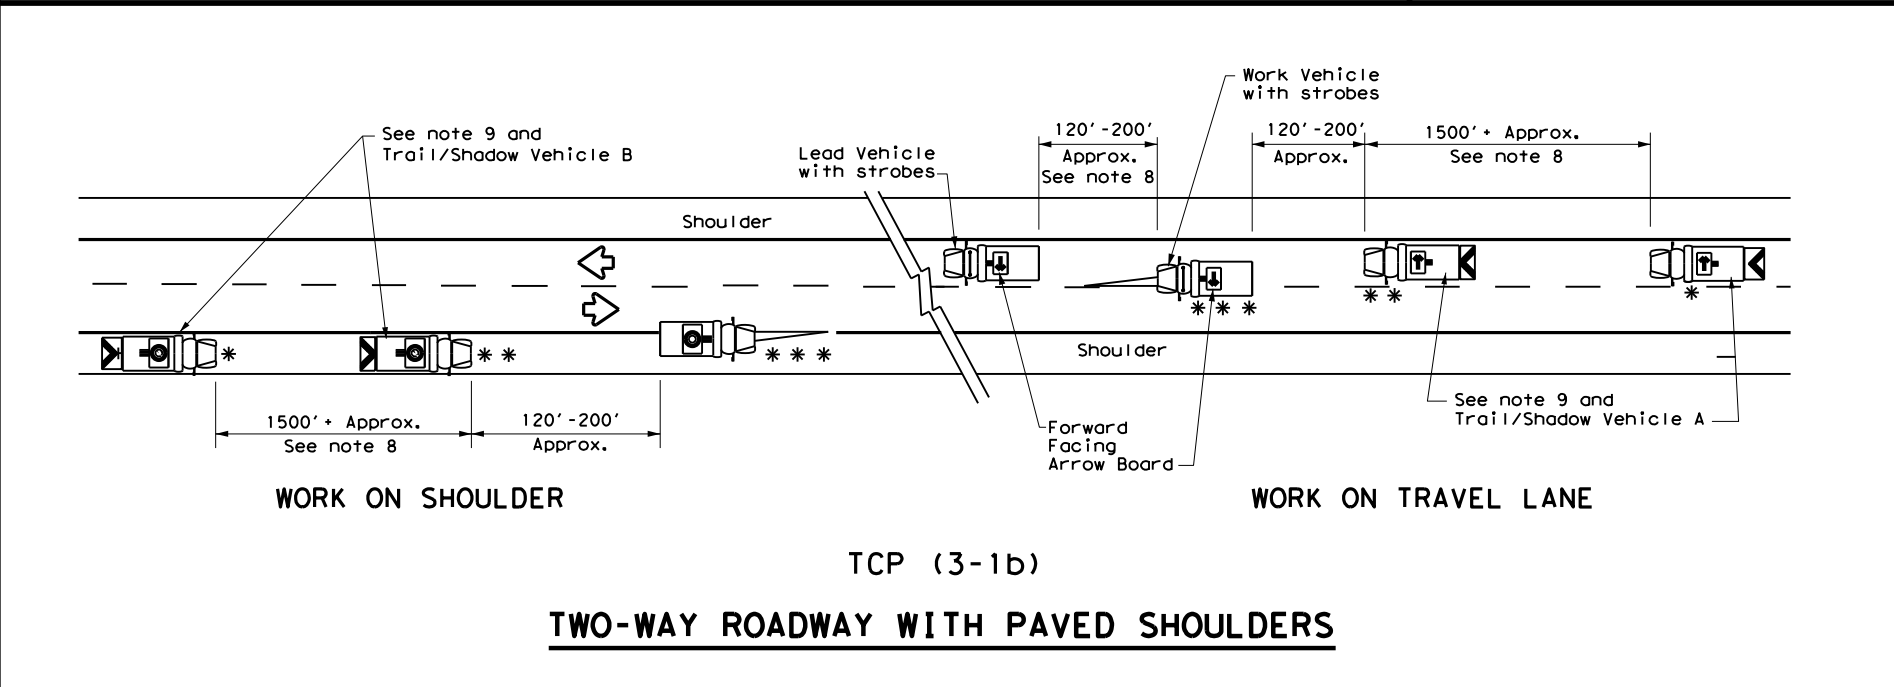 Work Vehicle
with strobes
See note 9 and
Trail/Shadow Vehicle B
Lead Vehicle
with strobes
120'-200'
Approx.
See note 8
120'-200'
Approx.
1500'+ Approx.
See note 8
Shoulder
* 
* *
* * *
* * *
* *
*
Shoulder
1500'+ Approx.
See note 8
120'-200'
Approx.
Forward
Facing
Arrow Board
See note 9 and
Trail/Shadow Vehicle A
WORK ON SHOULDER
WORK ON TRAVEL LANE
TCP (3-1b)
TWO-WAY ROADWAY WITH PAVED SHOULDERS